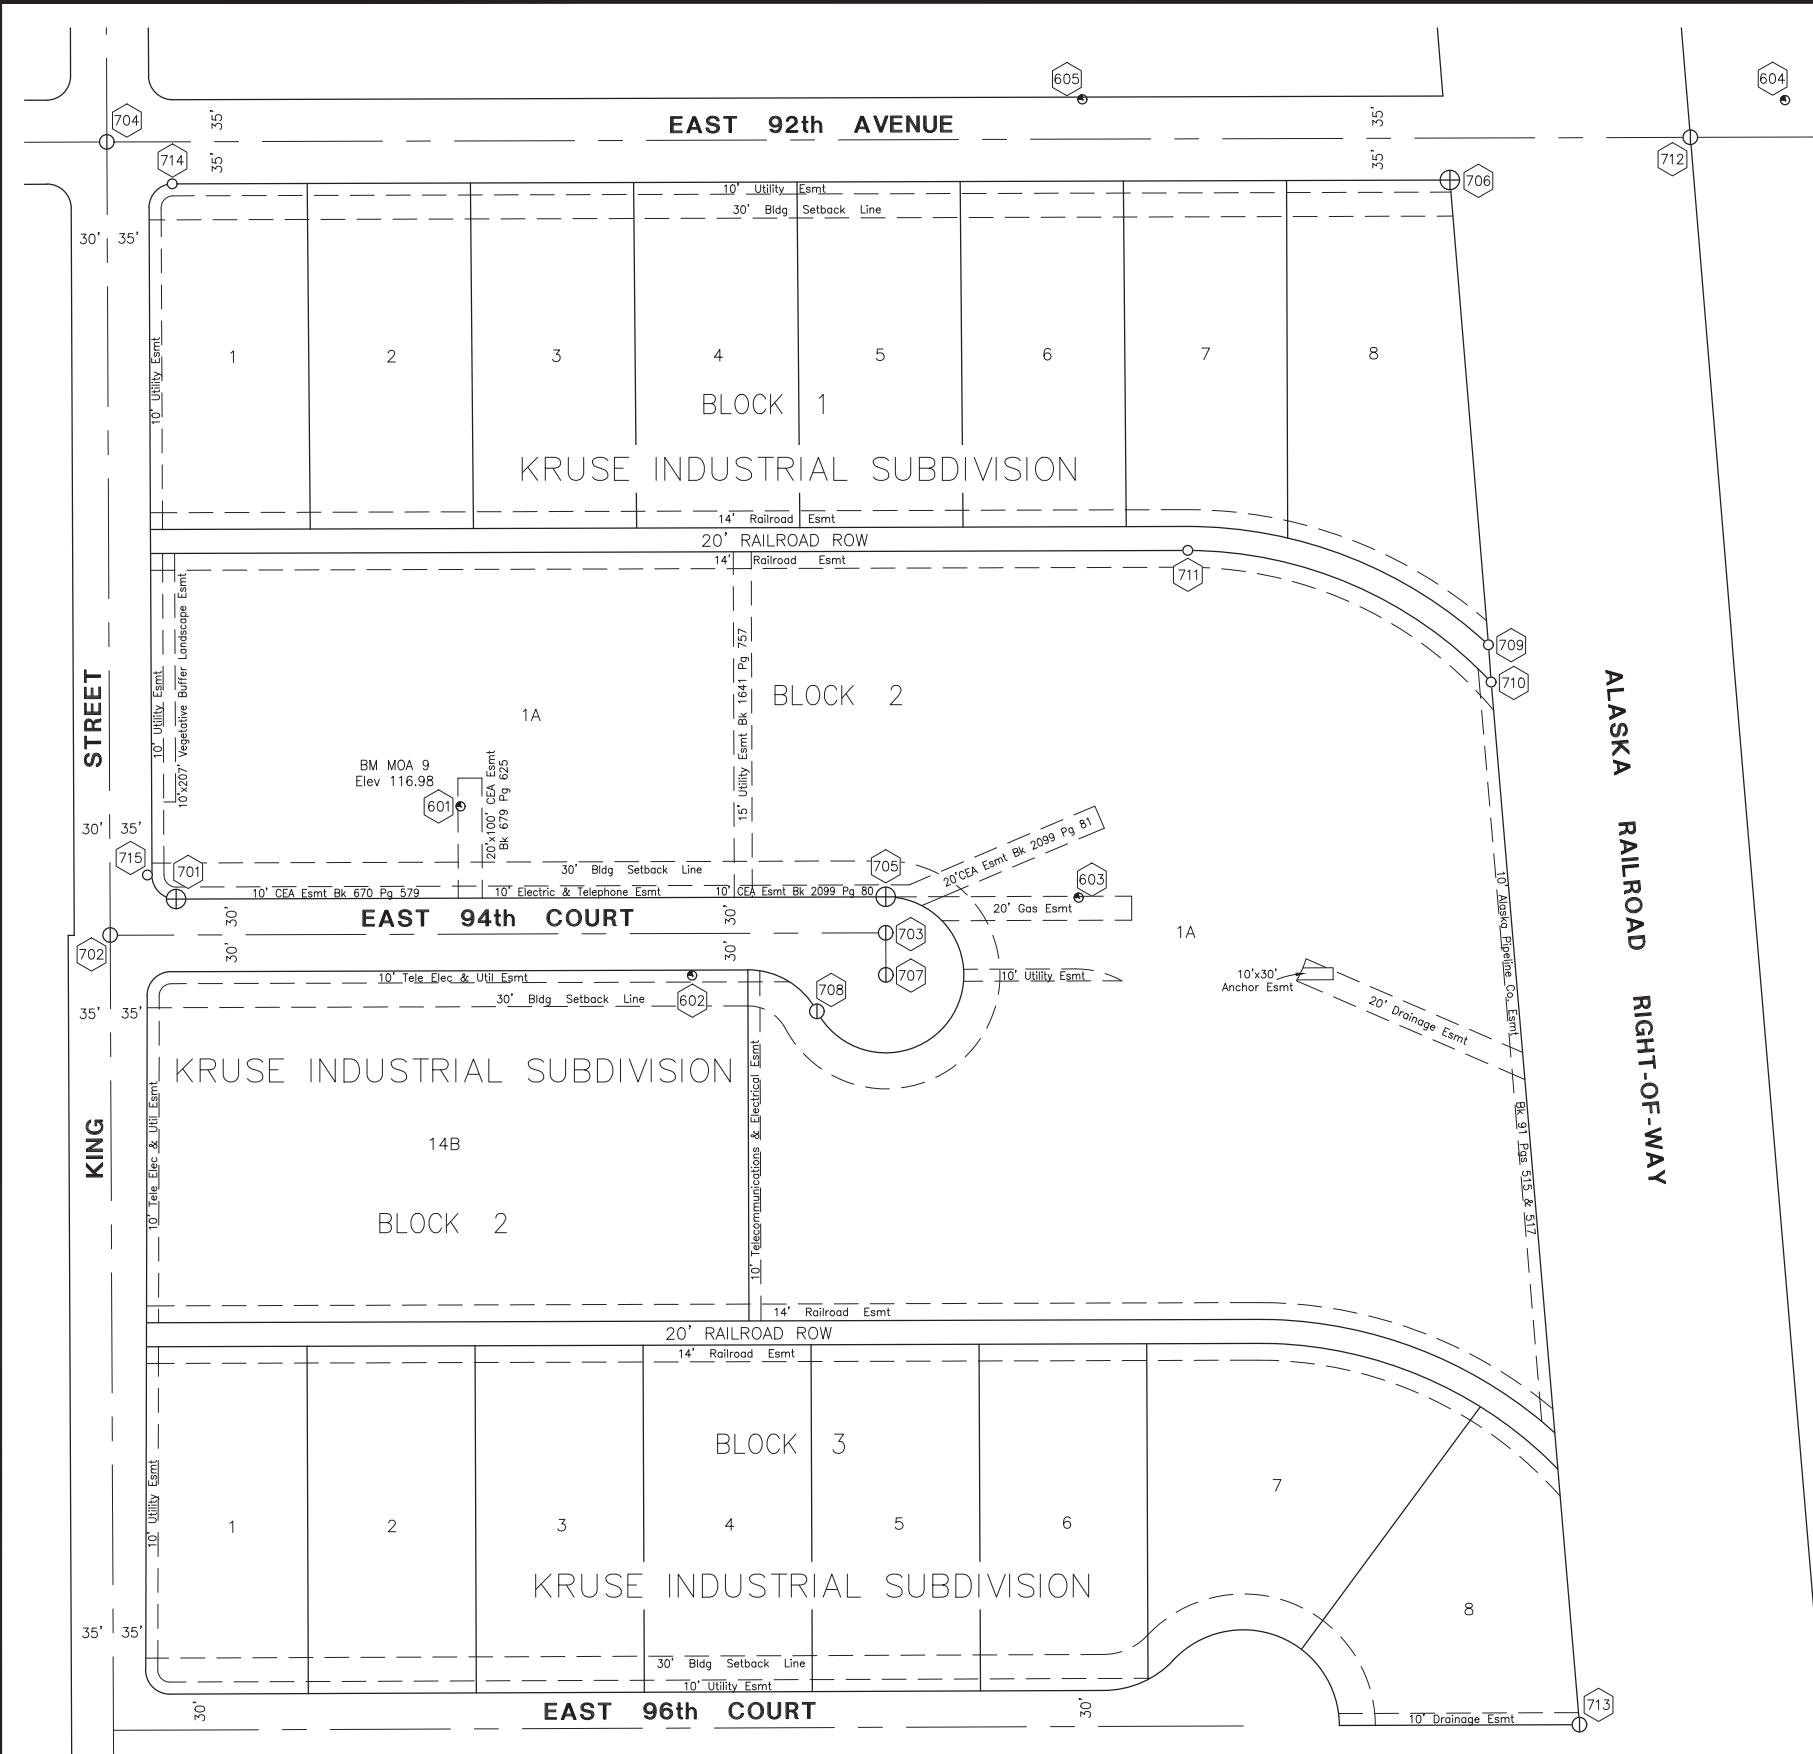 605
604
704
35'
EAST 92th AVENUE
35'
714
35'
35'
712
706
10' Utility Esmt
30' Bldg Setback Line
30' 35'
10' Utility Esmt
1
2
3
4
5
6
7
8
BLOCK 1
KRUSE INDUSTRIAL SUBDIVISION
14' Railroad Esmt
20' RAILROAD ROW
14' Railroad Esmt
711
709
710
10'x207' Vegetative Buffer Landscape Esmt
10' Utility Esmt
15' Utility Esmt Bk 1641 Pg 757
BLOCK 2
1A
STREET
KING
ALASKA RAILROAD RIGHT-OF-WAY
BM MOA 9
Elev 116.98
601
20'x100' CEA Esmt
Bk 679 Pg 625
30' 35'
715
701
30' Bldg Setback Line
705
20'CEA Esmt Bk 2099 Pg 81
603
10' CEA Esmt Bk 670 Pg 579
10' Electric & Telephone Esmt
10' CEA Esmt Bk 2099 Pg 80
20' Gas Esmt
30'
EAST 94th COURT
30'
703
1A
702
30'
30'
707
10' Utility Esmt
10'x30'
Anchor Esmt
20' Drainage Esmt
10' Alaska Pipeline Co. Esmt
Bk 91 Pgs 515 & 517
10' Tele Elec & Util Esmt
602
708
30' Bldg Setback Line
35' 35'
KRUSE INDUSTRIAL SUBDIVISION
10' Tele Elec & Util Esmt
10' Telecommunications & Electrical Esmt
14B
BLOCK 2
14' Railroad Esmt
20' RAILROAD ROW
14' Railroad Esmt
BLOCK 3
10' Utility Esmt
1
2
3
4
5
6
7
8
KRUSE INDUSTRIAL SUBDIVISION
35' 35'
30' Bldg Setback Line
10' Utility Esmt
30'
EAST 96th COURT
30'
713
10' Drainage Esmt